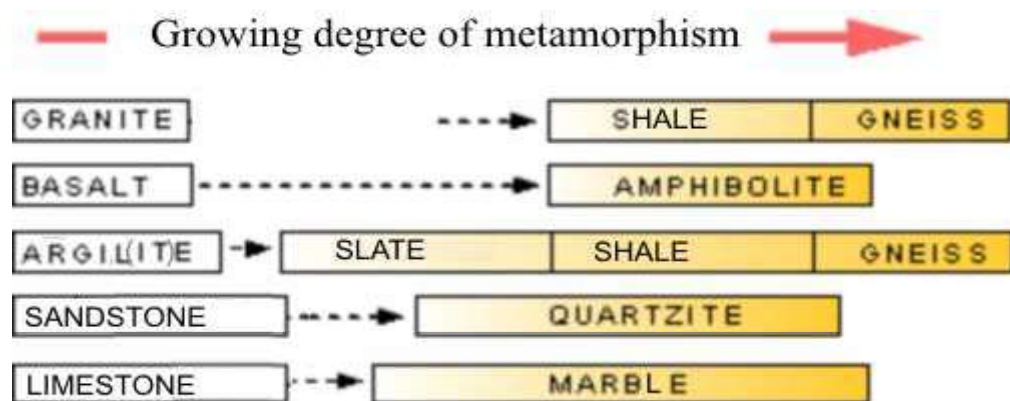 Growing degree of metamorphism
GRANITE SHALE GNEISS
BASALT AMPHIBOLITE
ARGIL(IT)E SLATE SHALE GNEISS
SANDSTONE QUARTZITE
LIMESTONE MARBLE